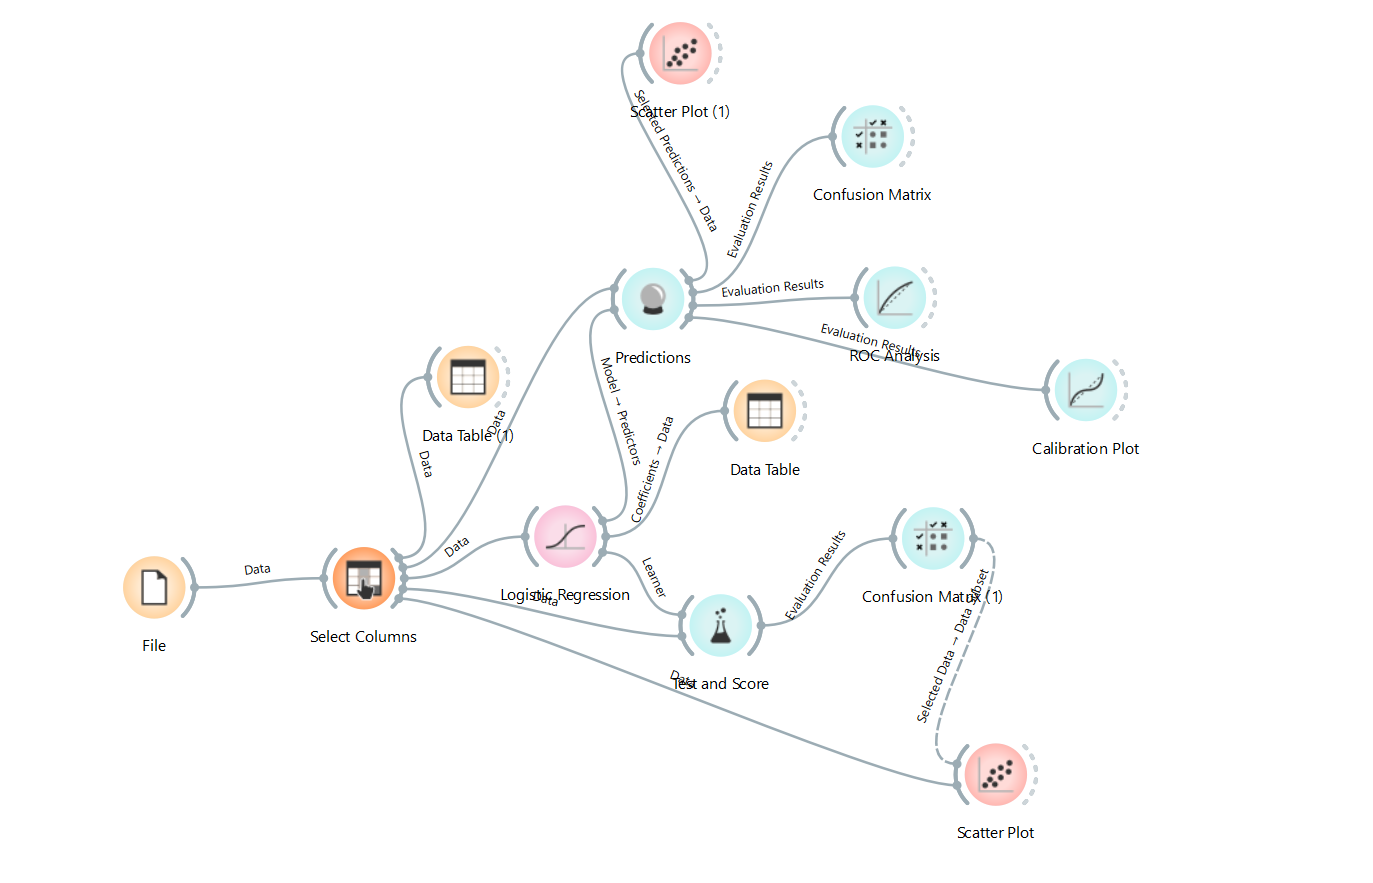 Scatter Plot (1)
Selected Predictions → Data
Evaluation Results
Confusion Matrix
Evaluation Results
Evaluation Results
ROC Analysis
Predictions
Calibration Plot
Data
Data Table (1)
Data
Model → Predictors
Coefficients → Data
Data Table
Data
Data
File
Select Columns
Logistic Regression
Data
Learner
Evaluation Results
Confusion Matrix (1)
Selected Data → Data Subset
Data
Test and Score
Scatter Plot